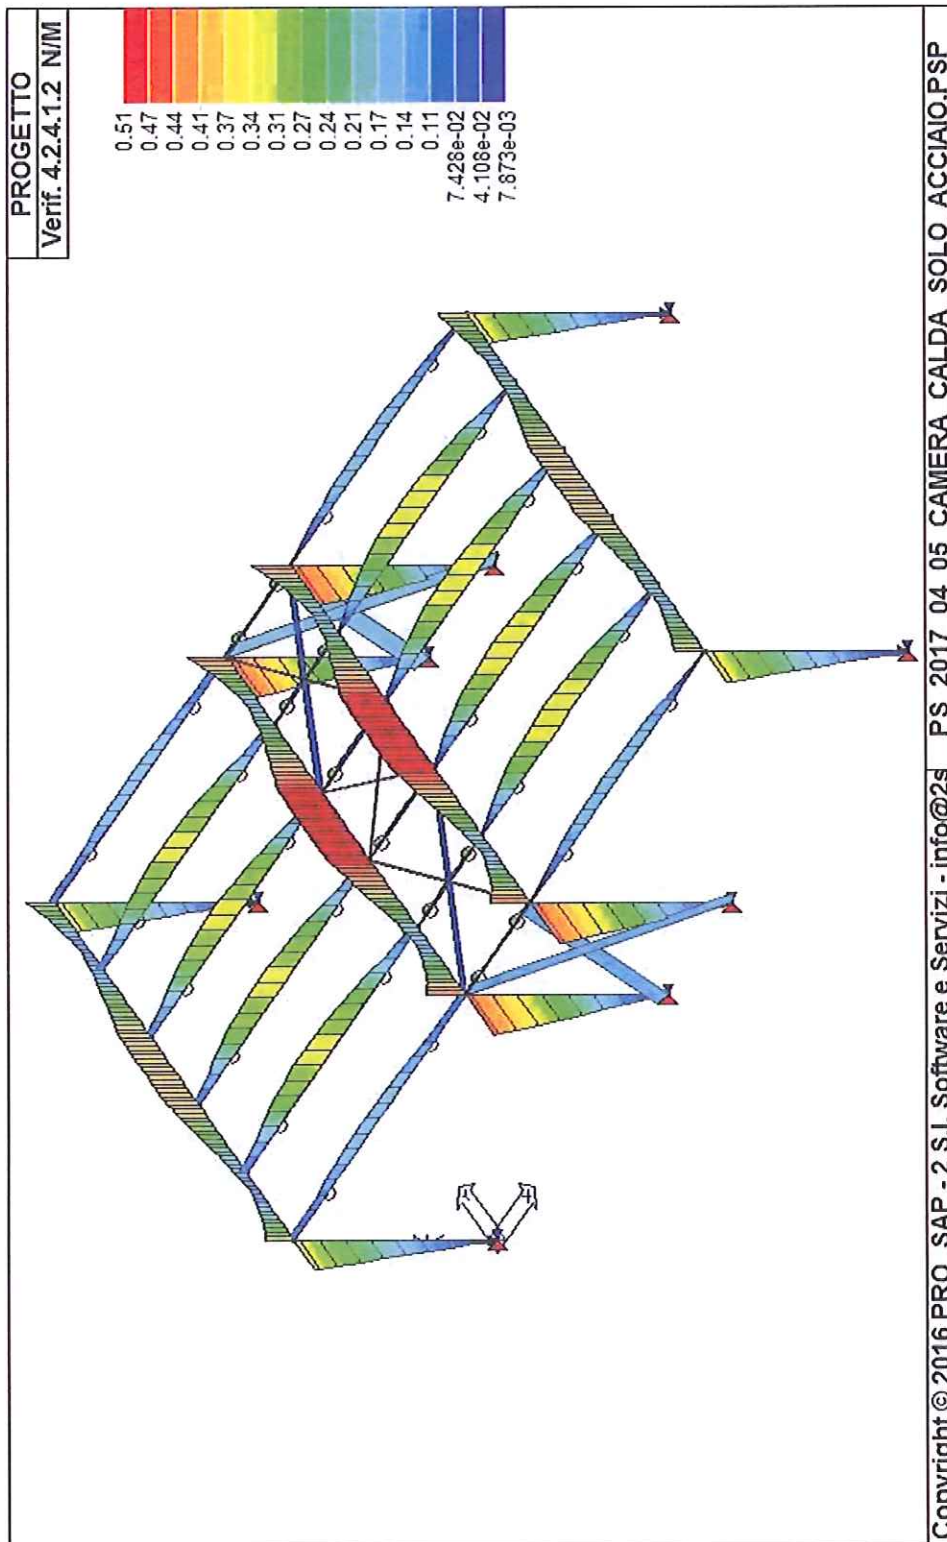 PROGETTO
Verif. 4.2.4.1.2 N/M
0.51
0.47
0.44
0.41
0.37
0.34
0.31
0.27
0.24
0.21
0.17
0.14
0.11
7.428e-02
4.108e-02
7.873e-03
Copyright © 2016 PRO_SAP - 2 S.I. Software e Servizi - info@2s
PS_2017_04_05_CAMERA_CALDA_SOLO_ACCIAIO.PSP